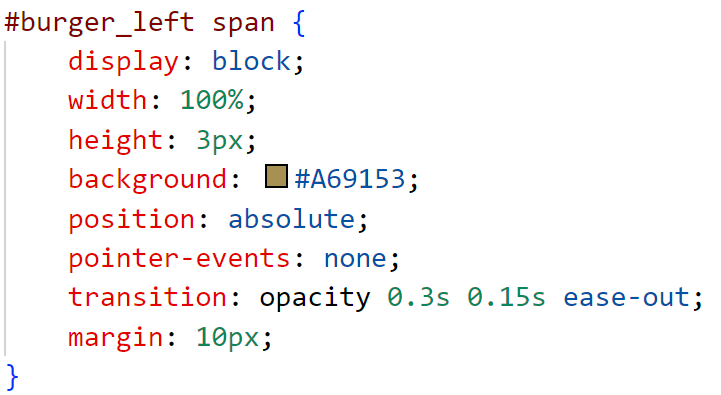 #burger_left span {
display: block;
width: 100%;
height: 3px;
background: #A69153;
position: absolute;
pointer-events: none;
transition: opacity 0.3s 0.15s ease-out;
margin: 10px;
}